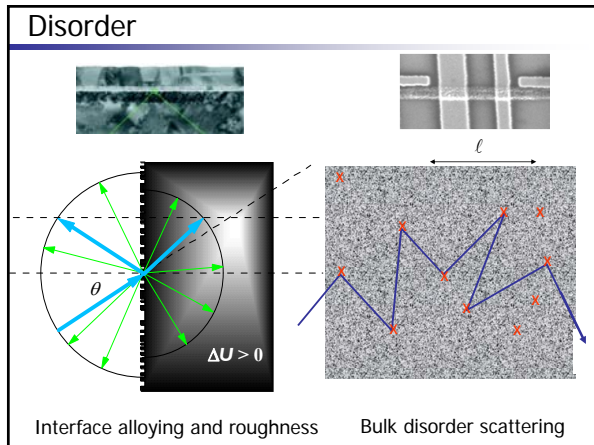 Disorder
ℓ
θ
ΔU > 0
x
x
x
x
x
x
x
x
x
x
x
Interface alloying and roughness
Bulk disorder scattering